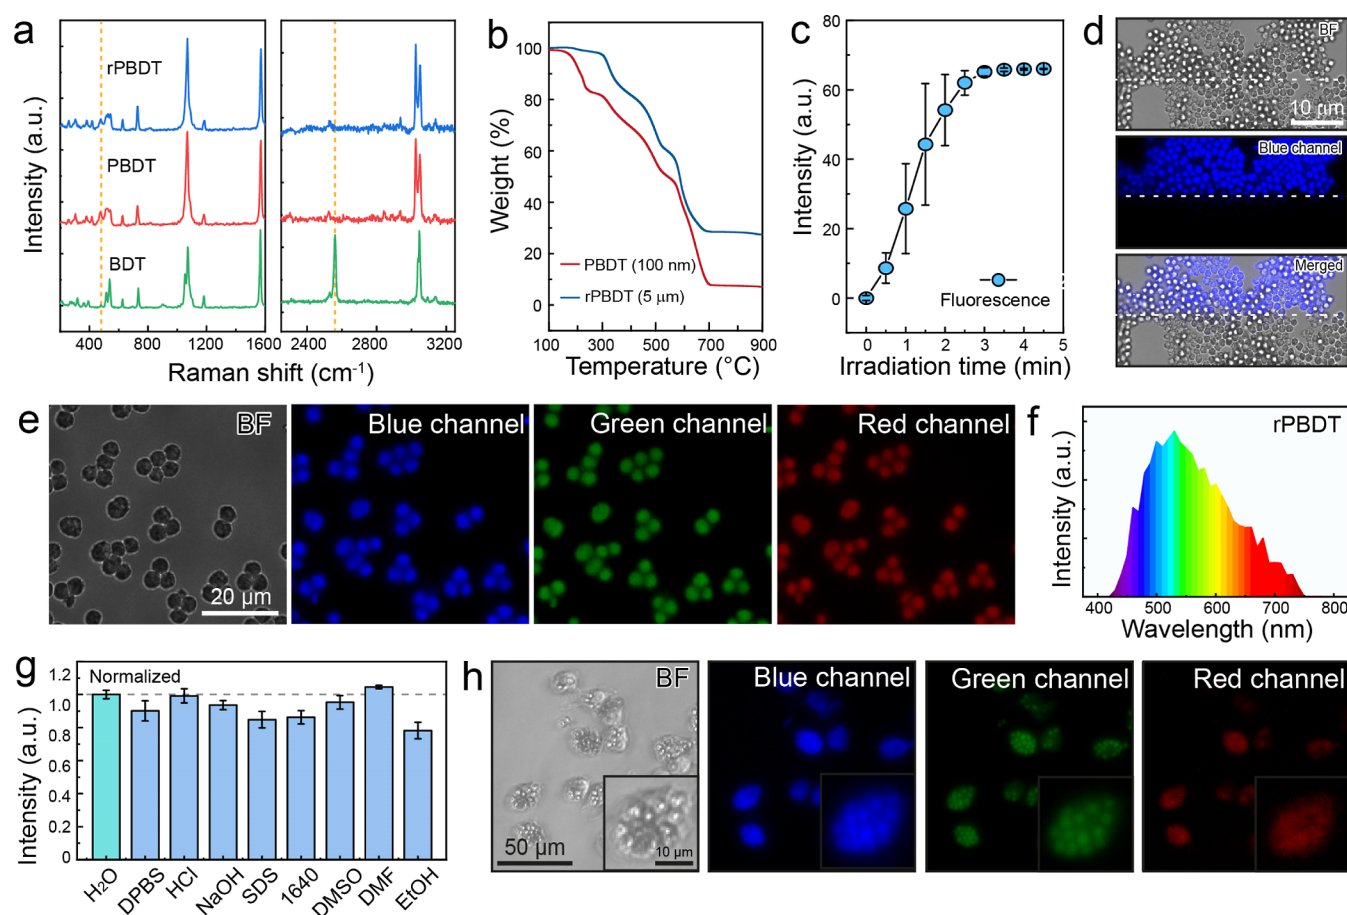 a
Intensity (a.u.)
rPBDT
PBDT
BDT
400 800 1200 1600
2400 2800 3200
Raman shift (cm-1)
b
Weight (%)
100
80
60
40
20
0
PBDT (100 nm)
rPBDT (5 μm)
100 300 500 700 900
Temperature (°C)
c
Intensity (a.u.)
80
60
40
20
0
Fluorescence
0 1 2 3 4 5
Irradiation time (min)
d
BF
10 μm
Blue channel
Merged
e
BF
20 μm
Blue channel
Green channel
Red channel
f
rPBDT
Intensity (a.u.)
400 500 600 700 800
Wavelength (nm)
g
Normalized
Intensity (a.u.)
1.2
1.0
0.8
0.6
0.4
0.2
0
H2O DPBS HCl NaOH SDS 1640 DMSO DMF EtOH
h
BF
50 μm
10 μm
Blue channel
Green channel
Red channel